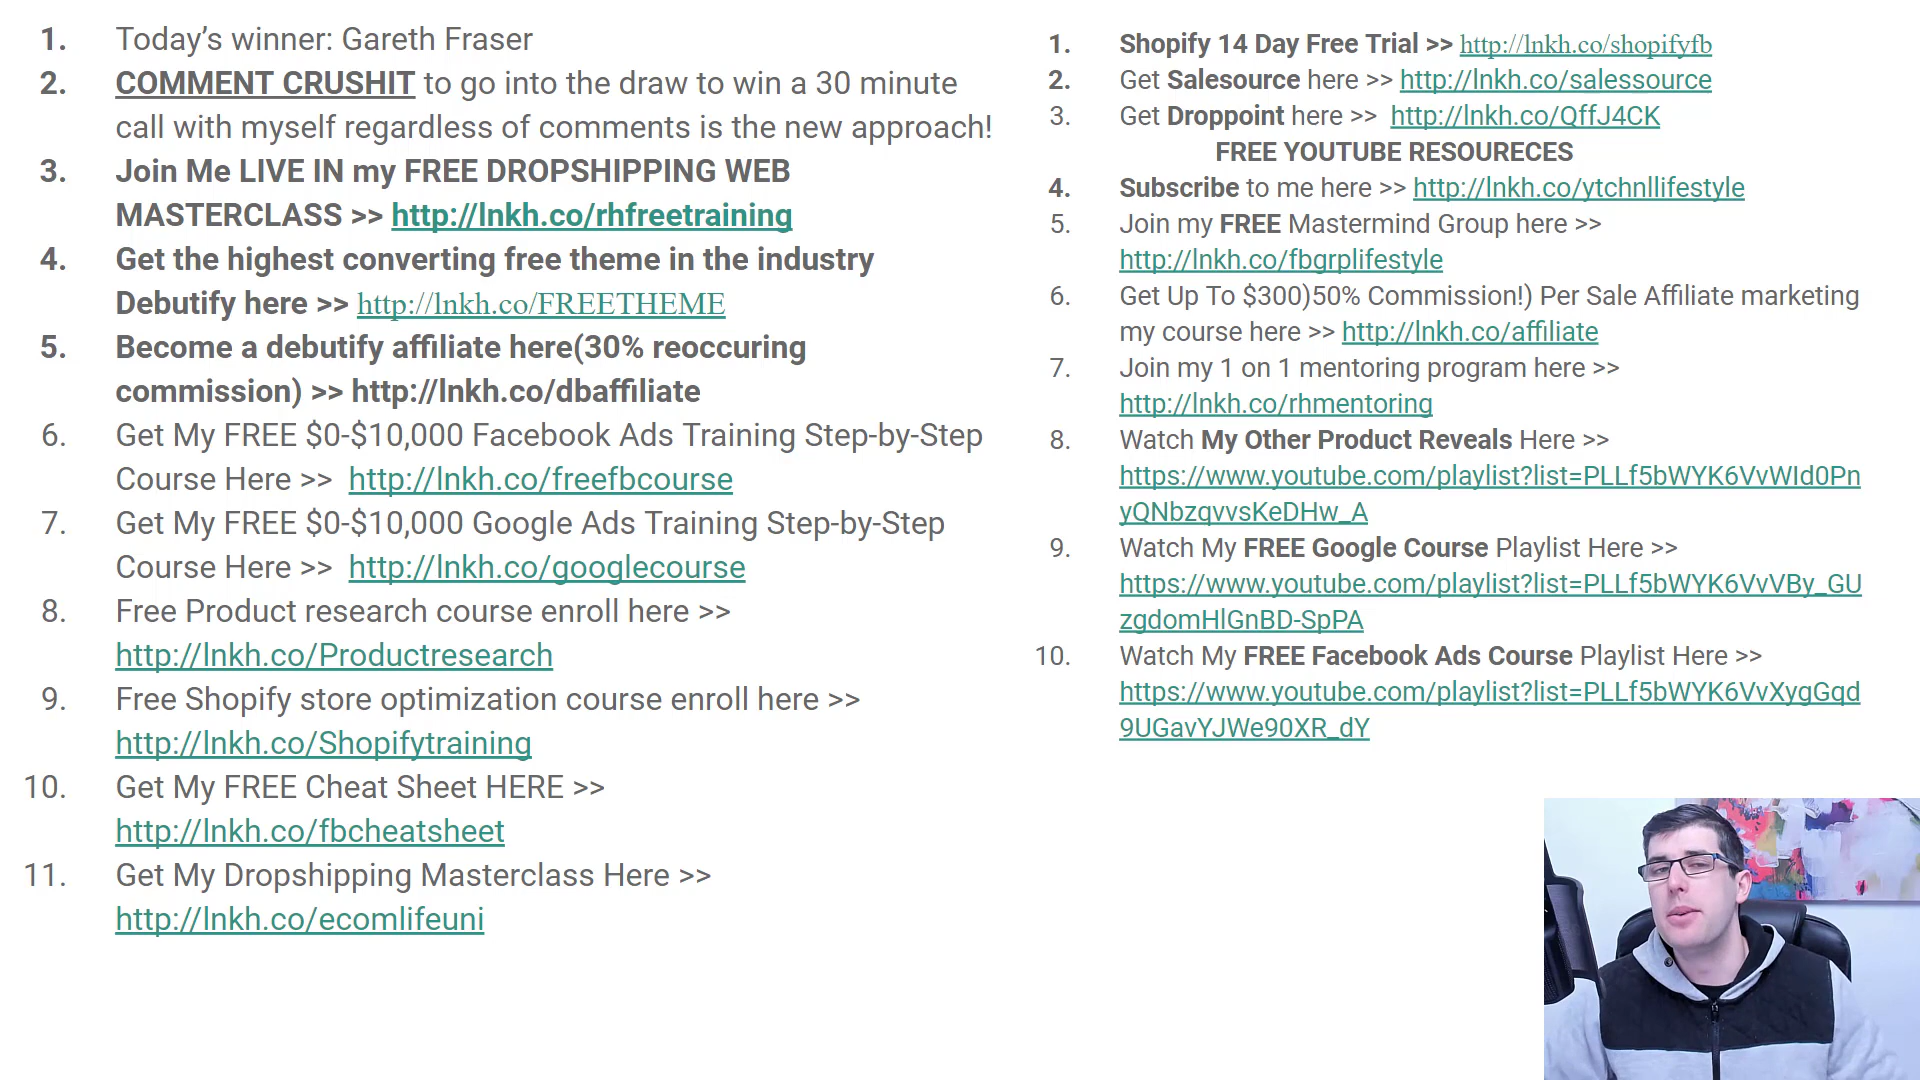 1. Today’s winner: Gareth Fraser
2. COMMENT CRUSHIT to go into the draw to win a 30 minute
call with myself regardless of comments is the new approach!
3. Join Me LIVE IN my FREE DROPSHIPPING WEB
MASTERCLASS >> http://lnkh.co/rhfreetraining
4. Get the highest converting free theme in the industry
Debutify here >> http://lnkh.co/FREETHEME
5. Become a debutify affiliate here(30% reoccuring
commission) >> http://lnkh.co/dbaffiliate
6. Get My FREE $0-$10,000 Facebook Ads Training Step-by-Step
Course Here >> http://lnkh.co/freefbcourse
7. Get My FREE $0-$10,000 Google Ads Training Step-by-Step
Course Here >> http://lnkh.co/googlecourse
8. Free Product research course enroll here >>
http://lnkh.co/Productresearch
9. Free Shopify store optimization course enroll here >>
http://lnkh.co/Shopifytraining
10. Get My FREE Cheat Sheet HERE >>
http://lnkh.co/fbcheatsheet
11. Get My Dropshipping Masterclass Here >>
http://lnkh.co/ecomlifeuni
1. Shopify 14 Day Free Trial >> http://lnkh.co/shopifyfb
2. Get Salesource here >> http://lnkh.co/salessource
3. Get Droppoint here >> http://lnkh.co/QffJ4CK
FREE YOUTUBE RESOURECES
4. Subscribe to me here >> http://lnkh.co/ytchnllifestyle
5. Join my FREE Mastermind Group here >>
http://lnkh.co/fbgrplifestyle
6. Get Up To $300)50% Commission!) Per Sale Affiliate marketing
my course here >> http://lnkh.co/affiliate
7. Join my 1 on 1 mentoring program here >>
http://lnkh.co/rhmentoring
8. Watch My Other Product Reveals Here >>
https://www.youtube.com/playlist?list=PLLf5bWYK6VvWId0Pn
yQNbzqvvsKeDHw_A
9. Watch My FREE Google Course Playlist Here >>
https://www.youtube.com/playlist?list=PLLf5bWYK6VvVBy_GU
zgdomHlGnBD-SpPA
10. Watch My FREE Facebook Ads Course Playlist Here >>
https://www.youtube.com/playlist?list=PLLf5bWYK6VvXygGqd
9UGavYJWe90XR_dY